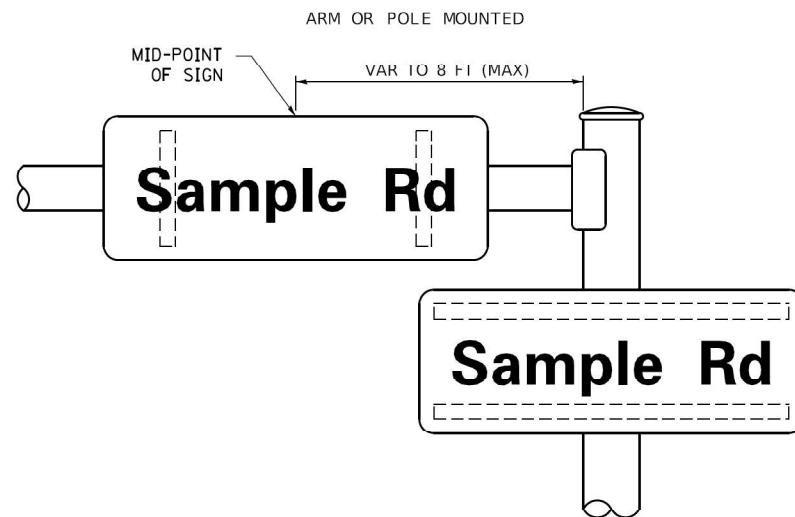 ARM OR POLE MOUNTED
MID-POINT
OF SIGN
VAR TO 8 FT (MAX)
Sample Rd
Sample Rd